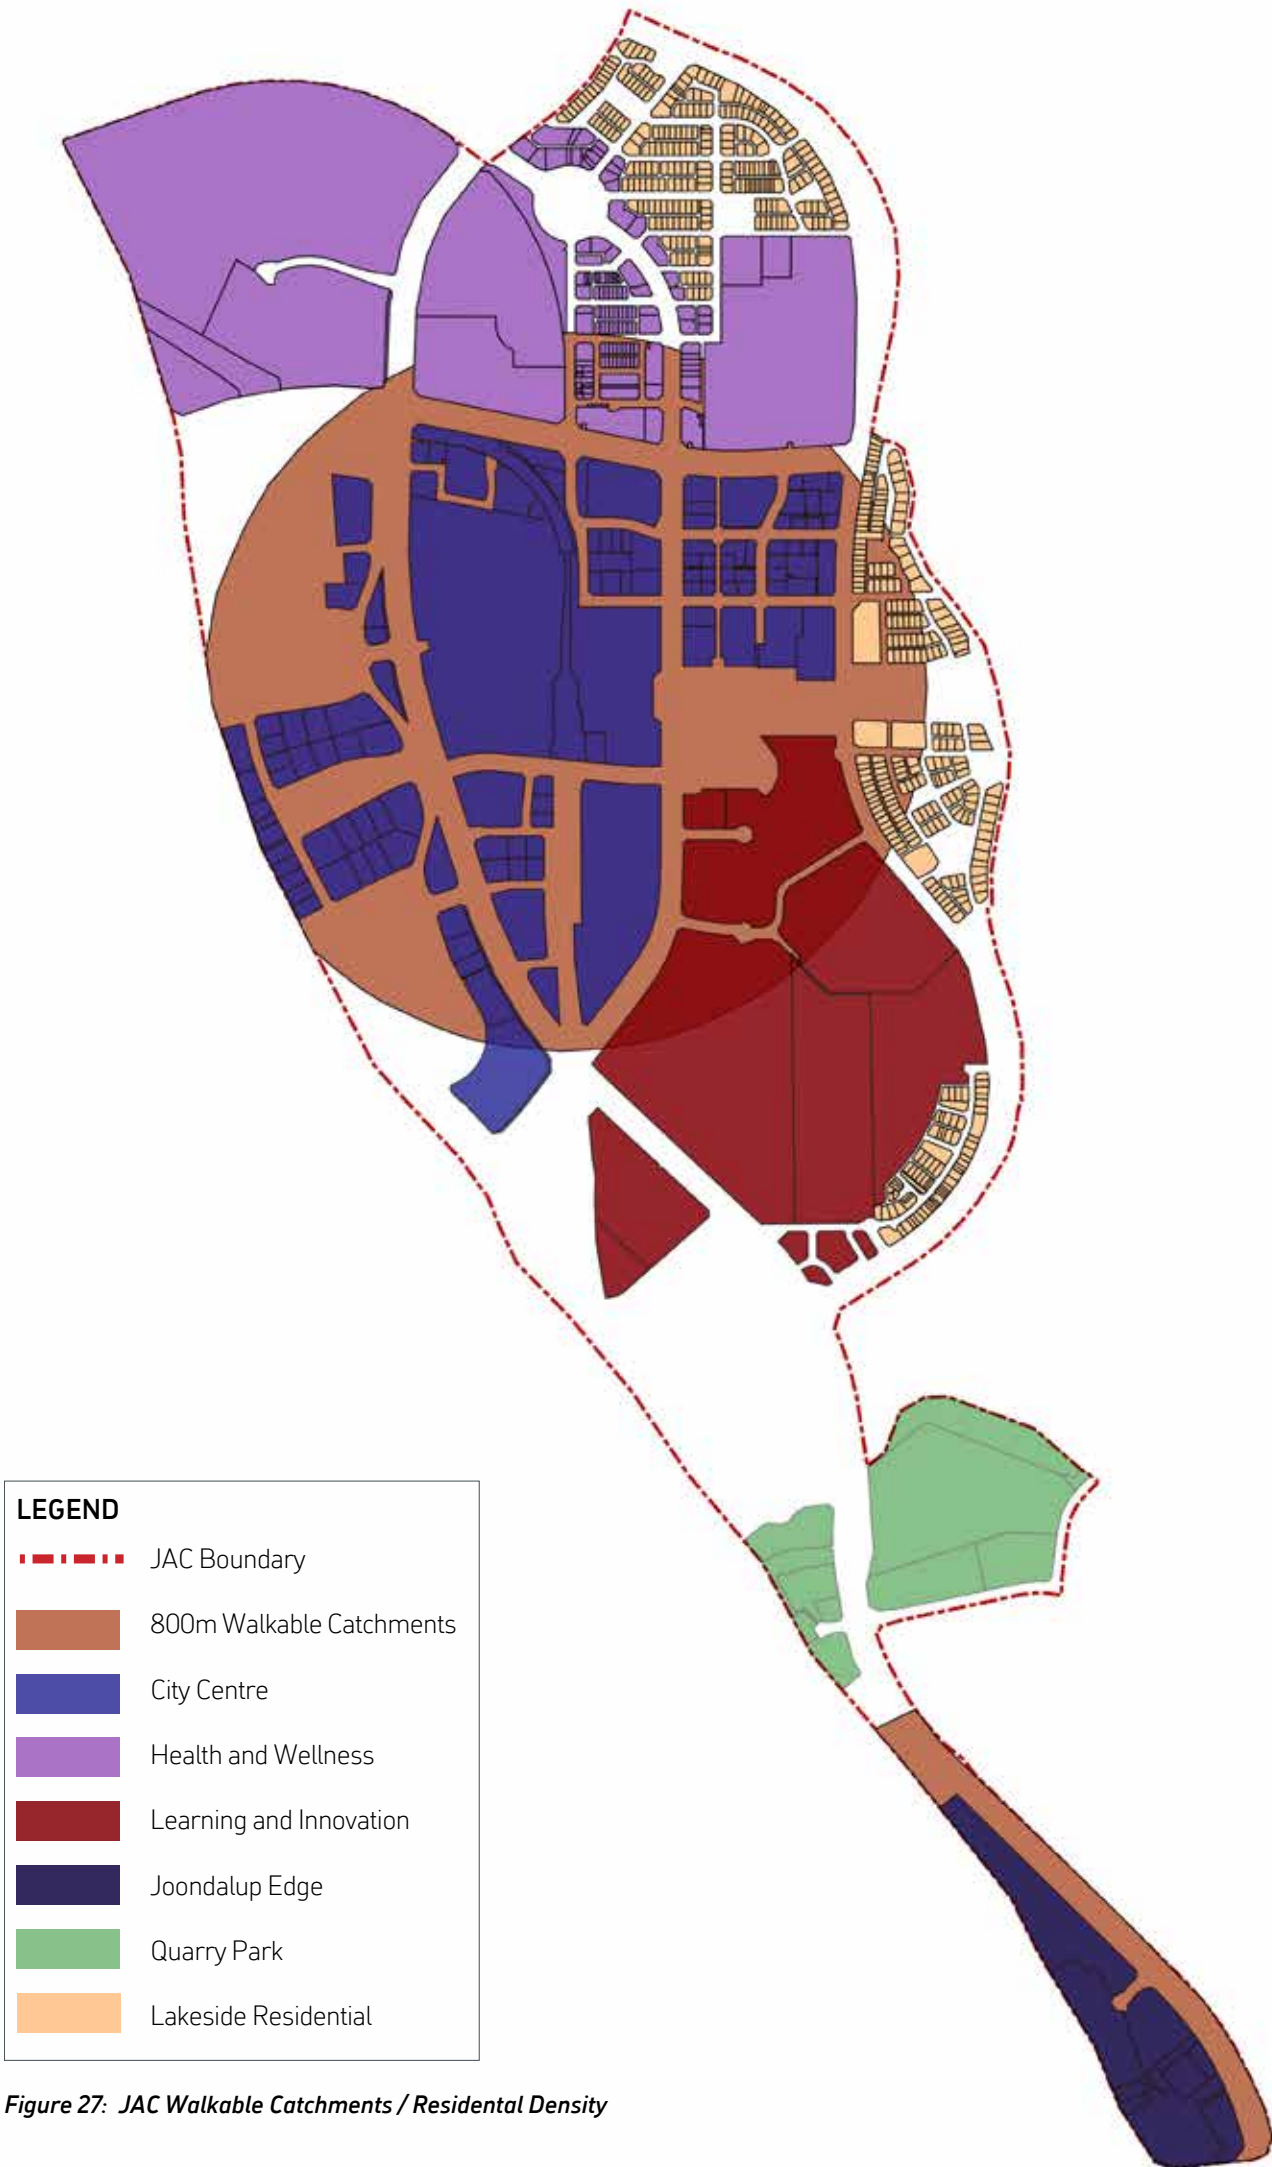 LEGEND
JAC Boundary
800m Walkable Catchments
City Centre
Health and Wellness
Learning and Innovation
Joondalup Edge
Quarry Park
Lakeside Residential
Figure 27: JAC Walkable Catchments / Residental Density